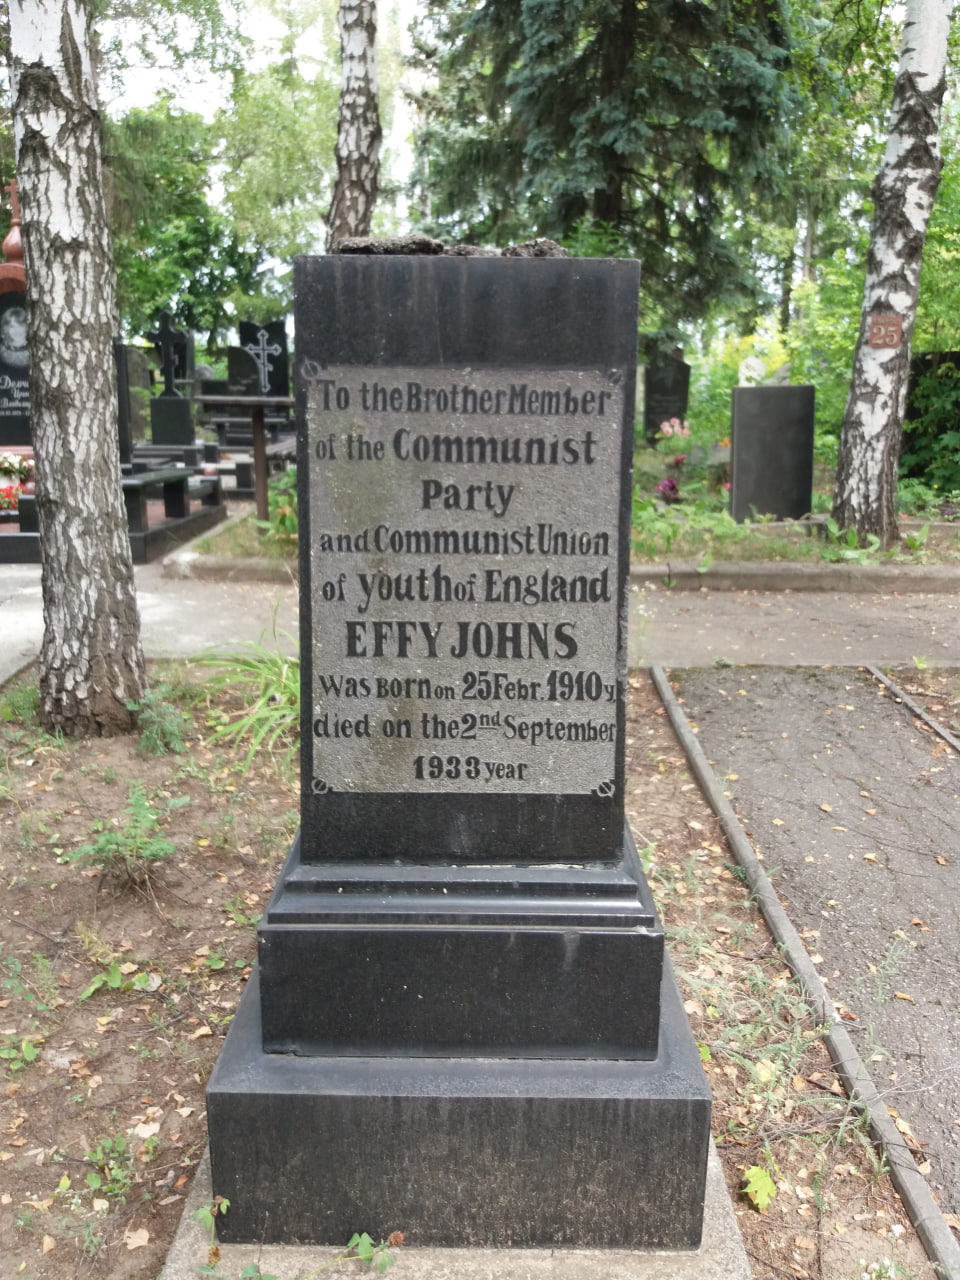 To the Brother Member
of the Communist
Party
and Communist Union
of youth of England
EFFY JOHNS
Was Born on 25 Febr. 1910 y,
died on the 2nd September
1933 year
25